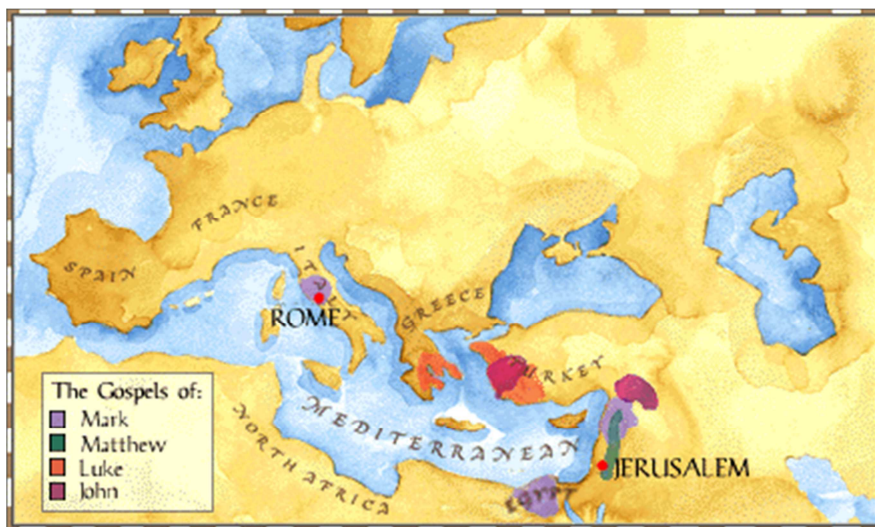 FRANCE
SPAIN
ITALY
ROME
GREECE
TURKEY
The Gospels of:
Mark
Matthew
Luke
John
MEDITERRANEAN
NORTH AFRICA
JERUSALEM
EGYPT